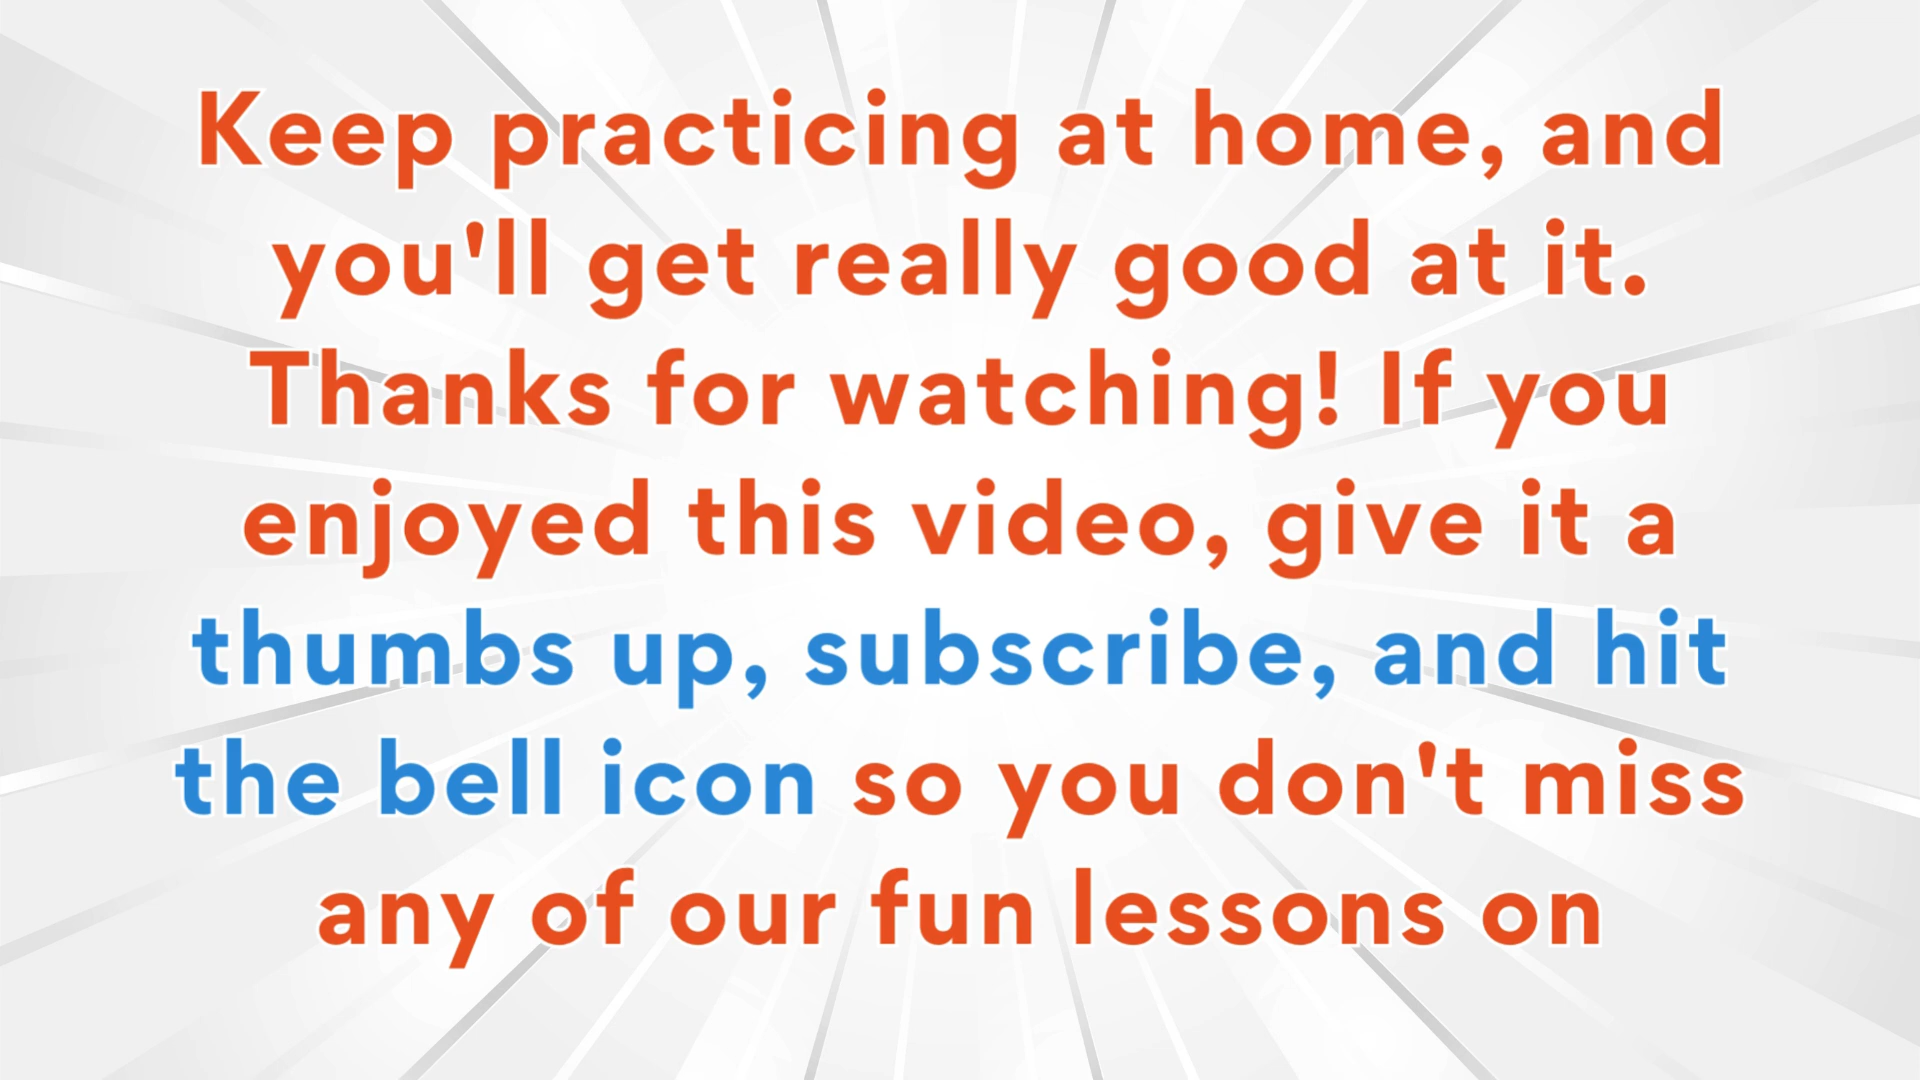 Keep practicing at home, and
you'll get really good at it.
Thanks for watching! If you
enjoyed this video, give it a
thumbs up, subscribe, and hit
the bell icon so you don't miss
any of our fun lessons on